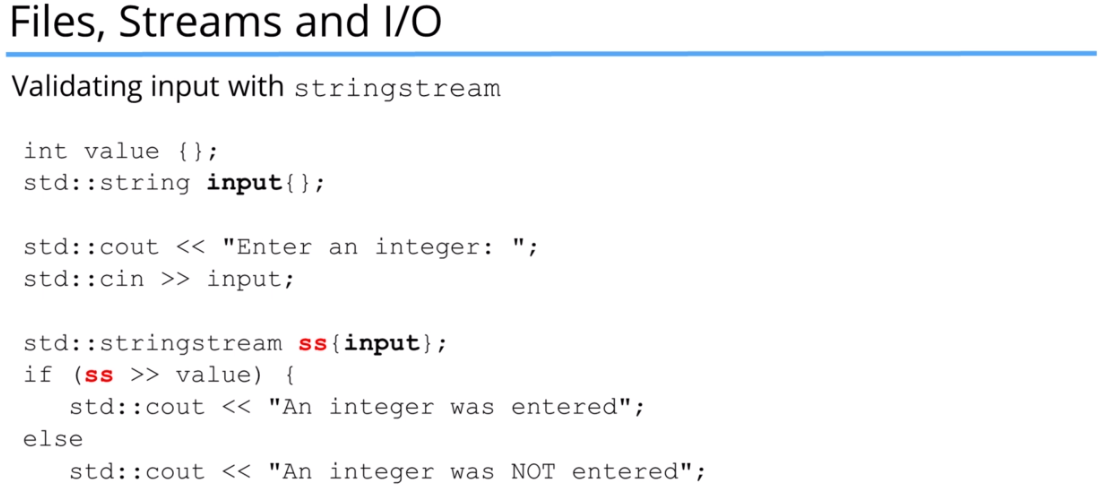 Files, Streams and I/O
Validating input with stringstream
int value {};
std::string input{};
std::cout << "Enter an integer: ";
std::cin >> input;
std::stringstream ss{input};
if (ss >> value) {
std::cout << "An integer was entered";
else
std::cout << "An integer was NOT entered";